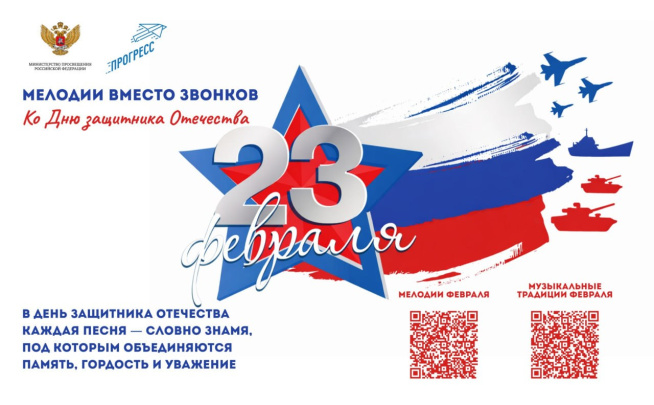 МИНИСТЕРСТВО ПРОСВЕЩЕНИЯ
РОССИЙСКОЙ ФЕДЕРАЦИИ
ПРОГРЕСС
МЕЛОДИИ ВМЕСТО ЗВОНКОВ
Ко Дню защитника Отечества
23
февраля
МЕЛОДИИ ФЕВРАЛЯ
МУЗЫКАЛЬНЫЕ
ТРАДИЦИИ ФЕВРАЛЯ
В ДЕНЬ ЗАЩИТНИКА ОТЕЧЕСТВА
КАЖДАЯ ПЕСНЯ — СЛОВНО ЗНАМЯ,
ПОД КОТОРЫМ ОБЪЕДИНЯЮТСЯ
ПАМЯТЬ, ГОРДОСТЬ И УВАЖЕНИЕ